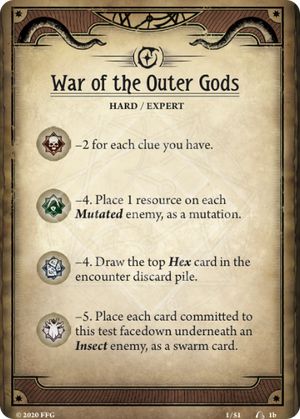 War of the Outer Gods
HARD / EXPERT
–2 for each clue you have.
–4. Place 1 resource on each
Mutated enemy, as a mutation.
–4. Draw the top Hex card in the
encounter discard pile.
–5. Place each card committed to
this test facedown underneath an
Insect enemy, as a swarm card.
© 2020 FFG
1/51
1b